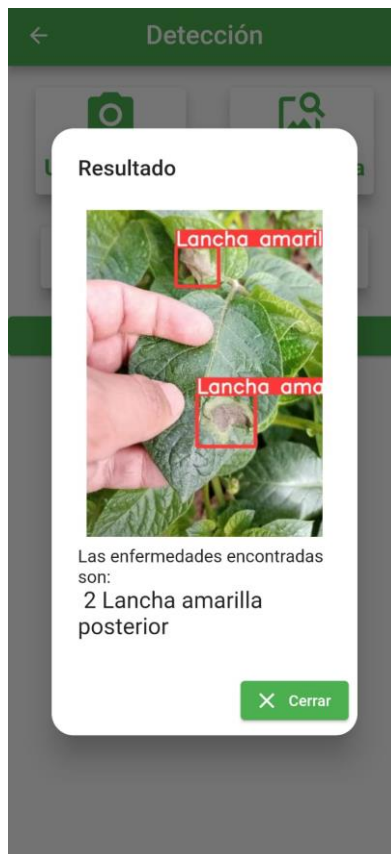 Detección
Resultado
Lancha amaril
Lancha ama
Las enfermedades encontradas
son:
2 Lancha amarilla
posterior
Cerrar